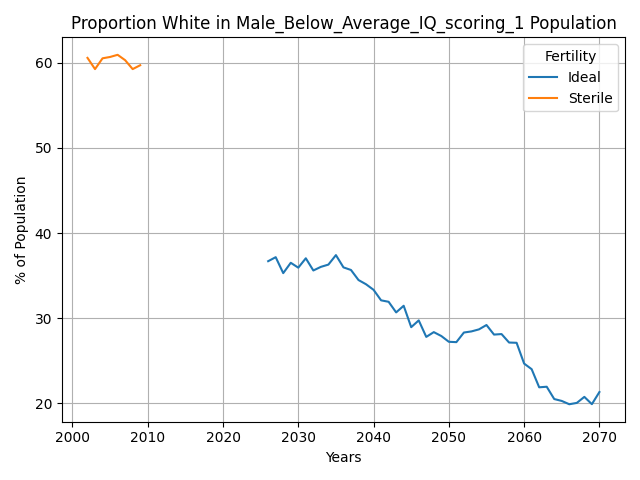 Proportion White in Male_Below_Average_IQ_scoring_1 Population
Fertility
Ideal
Sterile
% of Population
60
50
40
30
20
2000 2010 2020 2030 2040 2050 2060 2070
Years